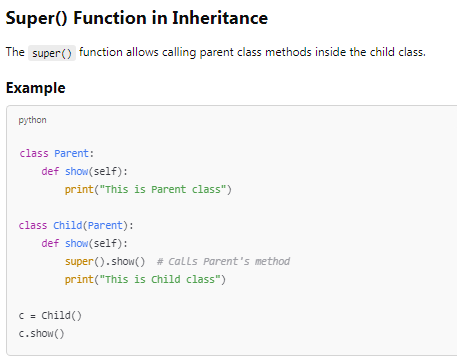 Super() Function in Inheritance
The super() function allows calling parent class methods inside the child class.
Example
python
class Parent:
    def show(self):
        print("This is Parent class")
class Child(Parent):
    def show(self):
        super().show()  # Calls Parent's method
        print("This is Child class")
c = Child()
c.show()